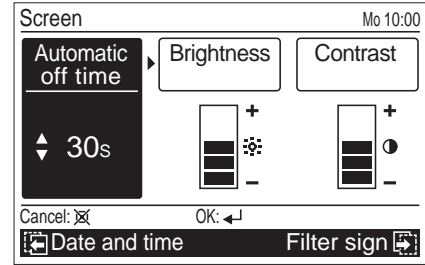 Screen Mo 10:00
Automatic
off time
Brightness
Contrast
+ +
30s
− −
Cancel: OK:
Date and time Filter sign